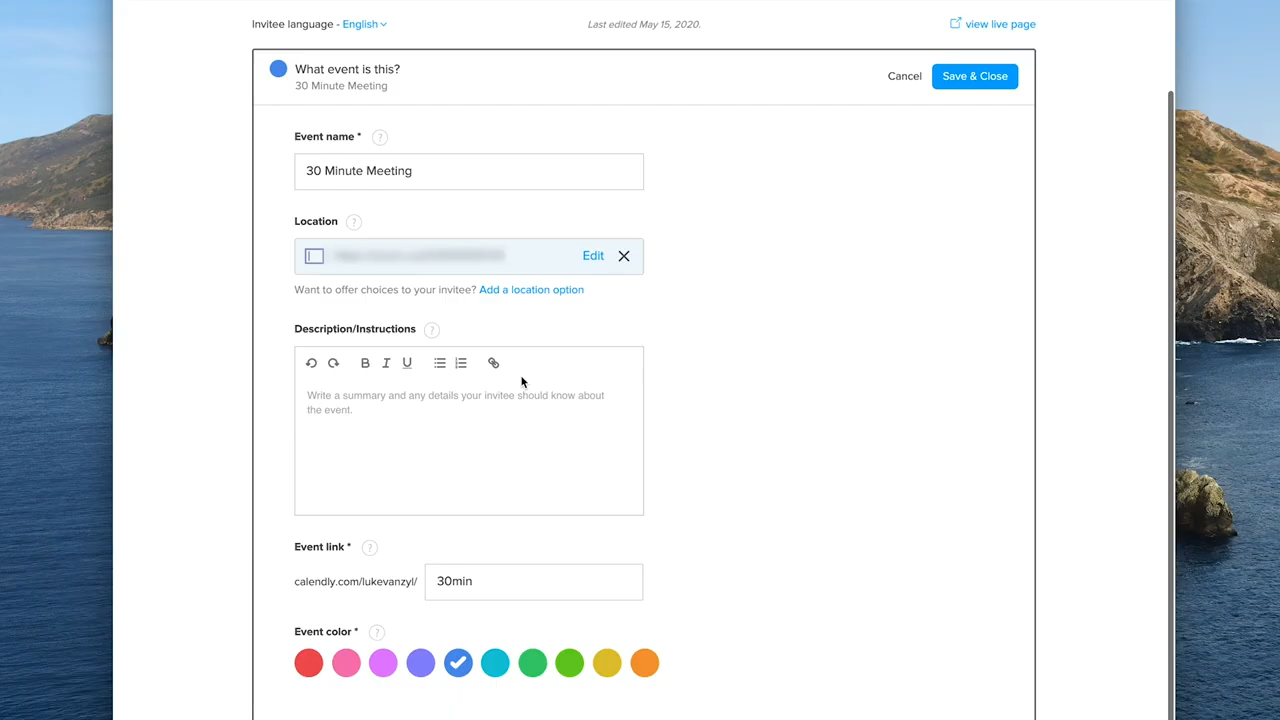 Invitee language - English
Last edited May 15, 2020.
view live page
What event is this?
30 Minute Meeting
Cancel
Save & Close
Event name *
?
30 Minute Meeting
Location
?
Edit
Want to offer choices to your invitee? Add a location option
Description/Instructions
?
B I U
Write a summary and any details your invitee should know about
the event.
Event link *
?
calendly.com/lukevanzyl/
30min
Event color *
?